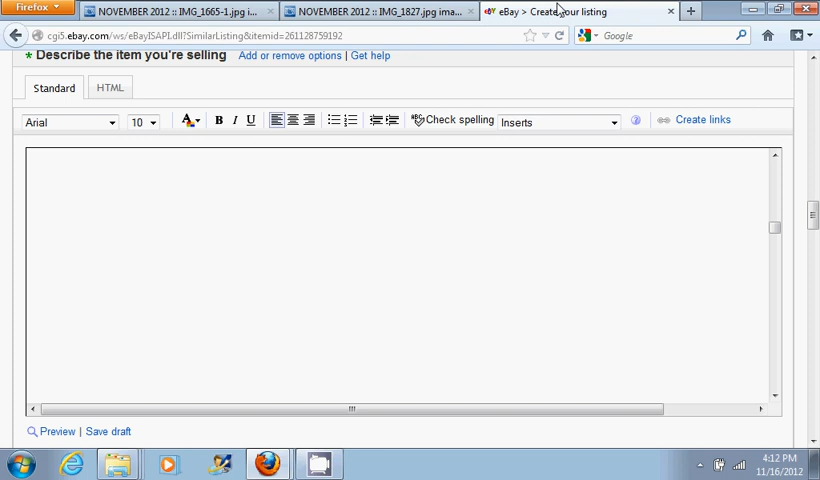 Firefox
NOVEMBER 2012 :: IMG_1665-1.jpg i...
NOVEMBER 2012 :: IMG_1827.jpg ima...
eBay > Create your listing
cgi5.ebay.com/ws/eBayISAPI.dll?SimilarListing&itemid=261128759192
Google
* Describe the item you're selling Add or remove options | Get help
Standard HTML
Arial 10 A B I U ABC Check spelling Inserts ? Create links
Preview | Save draft
4:12 PM
11/16/2012